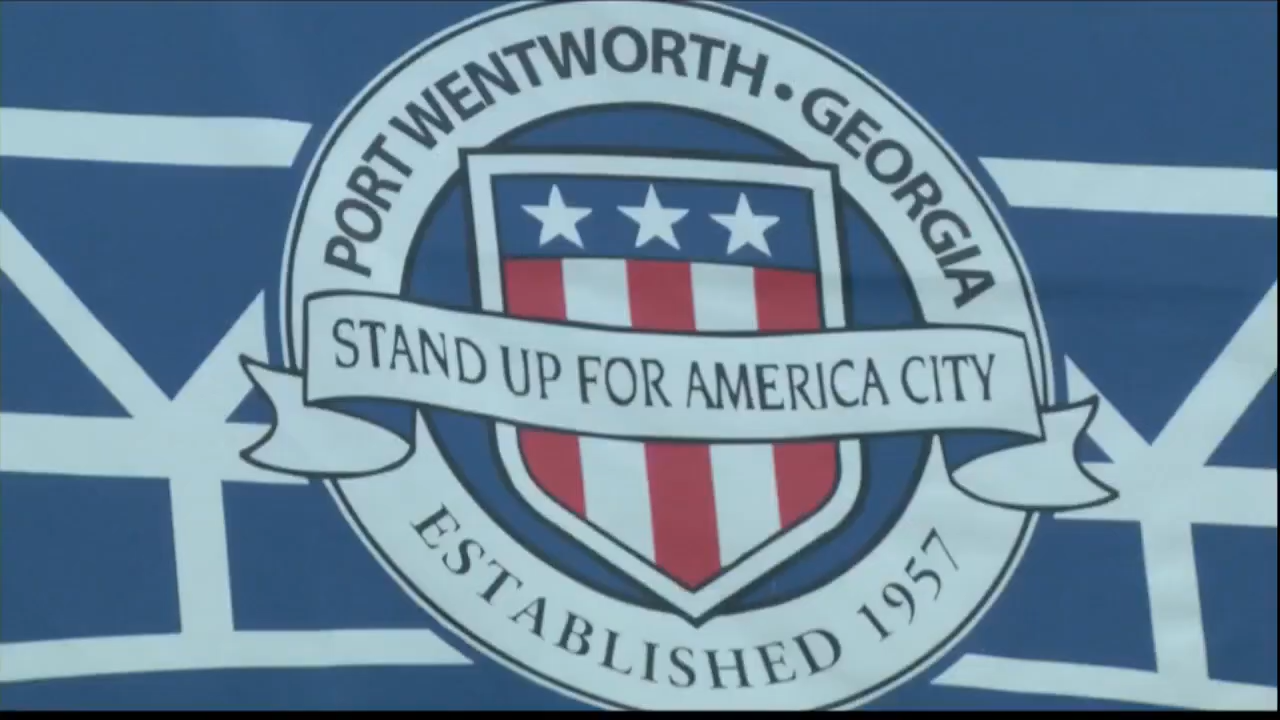 PORT WENTWORTH • GEORGIA
STAND UP FOR AMERICA CITY
ESTABLISHED 1957